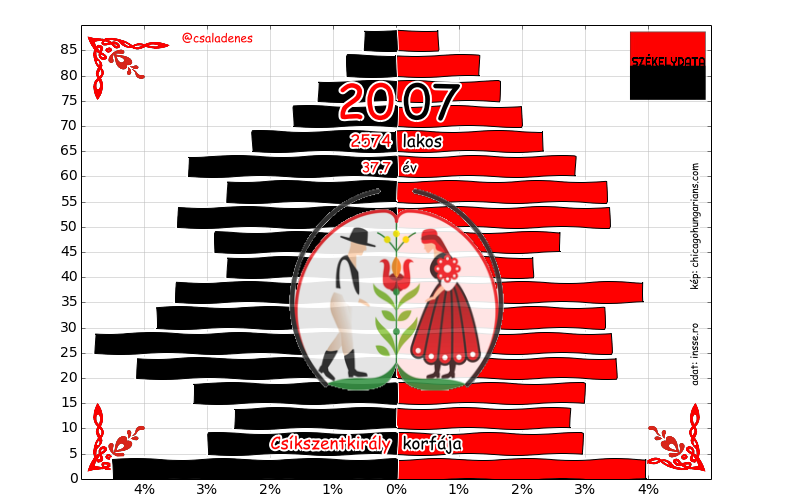 @csaladenes
SZÉKELYDATA
2007
2574 lakos
37.7 év
kép: chicagohungarians.com
adat: insse.ro
Csíkszentkirály korfája
85
80
75
70
65
60
55
50
45
40
35
30
25
20
15
10
5
0
4% 3% 2% 1% 0% 1% 2% 3% 4%